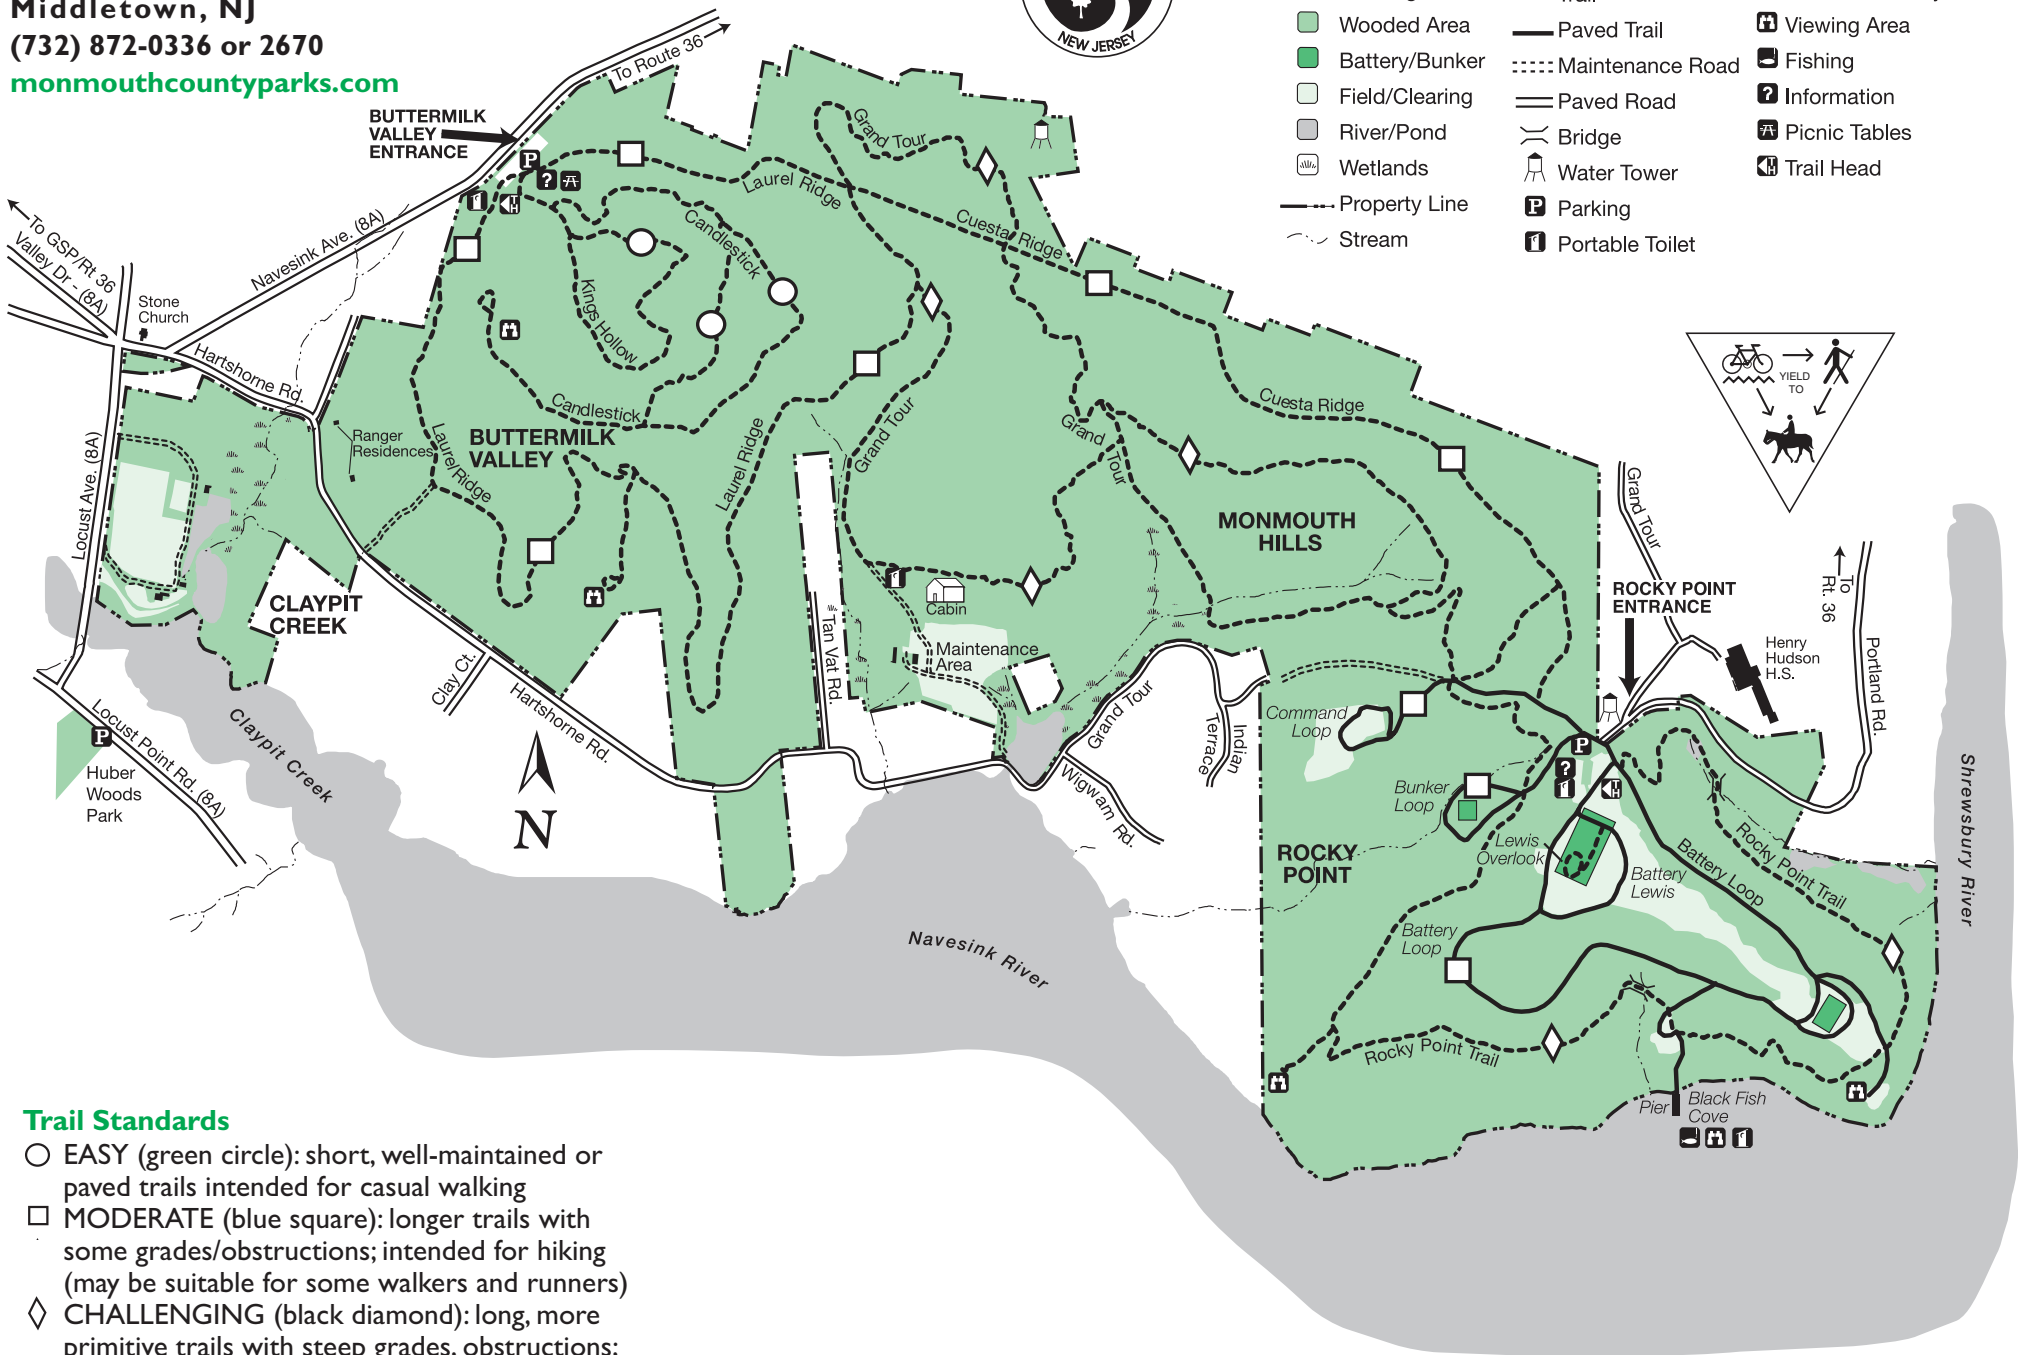 Middletown, NJ
(732) 872-0336 or 2670
monmouthcountyparks.com
NEW JERSEY
Wooded Area
Battery/Bunker
Field/Clearing
River/Pond
Wetlands
Property Line
Stream
Paved Trail
Maintenance Road
Paved Road
Bridge
Water Tower
P Parking
Portable Toilet
Viewing Area
Fishing
? Information
Picnic Tables
TH Trail Head
YIELD
TO
To Route 36
BUTTERMILK
VALLEY
ENTRANCE
P
?
TH
To GSP/Rt 36
Valley Dr - (8A)
Navesink Ave. (8A)
Stone
Church
Hartshorne Rd.
Locust Ave. (8A)
Ranger
Residences
Laurel Ridge
Grand Tour
Laurel Ridge
Cuesta Ridge
Candlestick
Kings Hollow
Candlestick
BUTTERMILK
VALLEY
Laurel Ridge
Grand Tour
Grand Tour
Cuesta Ridge
MONMOUTH
HILLS
CLAYPIT
CREEK
Cabin
Maintenance
Area
Tan Vat Rd.
Clay Ct.
Hartshorne Rd.
Grand Tour
Wigwam Rd.
Indian
Terrace
Locust Point Rd. (8A)
P
Huber
Woods
Park
Claypit Creek
N
Navesink River
Grand Tour
ROCKY POINT
ENTRANCE
To
Rt. 36
Portland Rd.
Henry
Hudson
H.S.
Shrewsbury River
Command
Loop
P
?
TH
Bunker
Loop
Lewis
Overlook
Battery
Lewis
Battery Loop
Rocky Point Trail
ROCKY
POINT
Battery
Loop
Rocky Point Trail
Pier
Black Fish
Cove
Trail Standards
EASY (green circle): short, well-maintained or
paved trails intended for casual walking
MODERATE (blue square): longer trails with
some grades/obstructions; intended for hiking
(may be suitable for some walkers and runners)
CHALLENGING (black diamond): long, more
primitive trails with steep grades, obstructions;